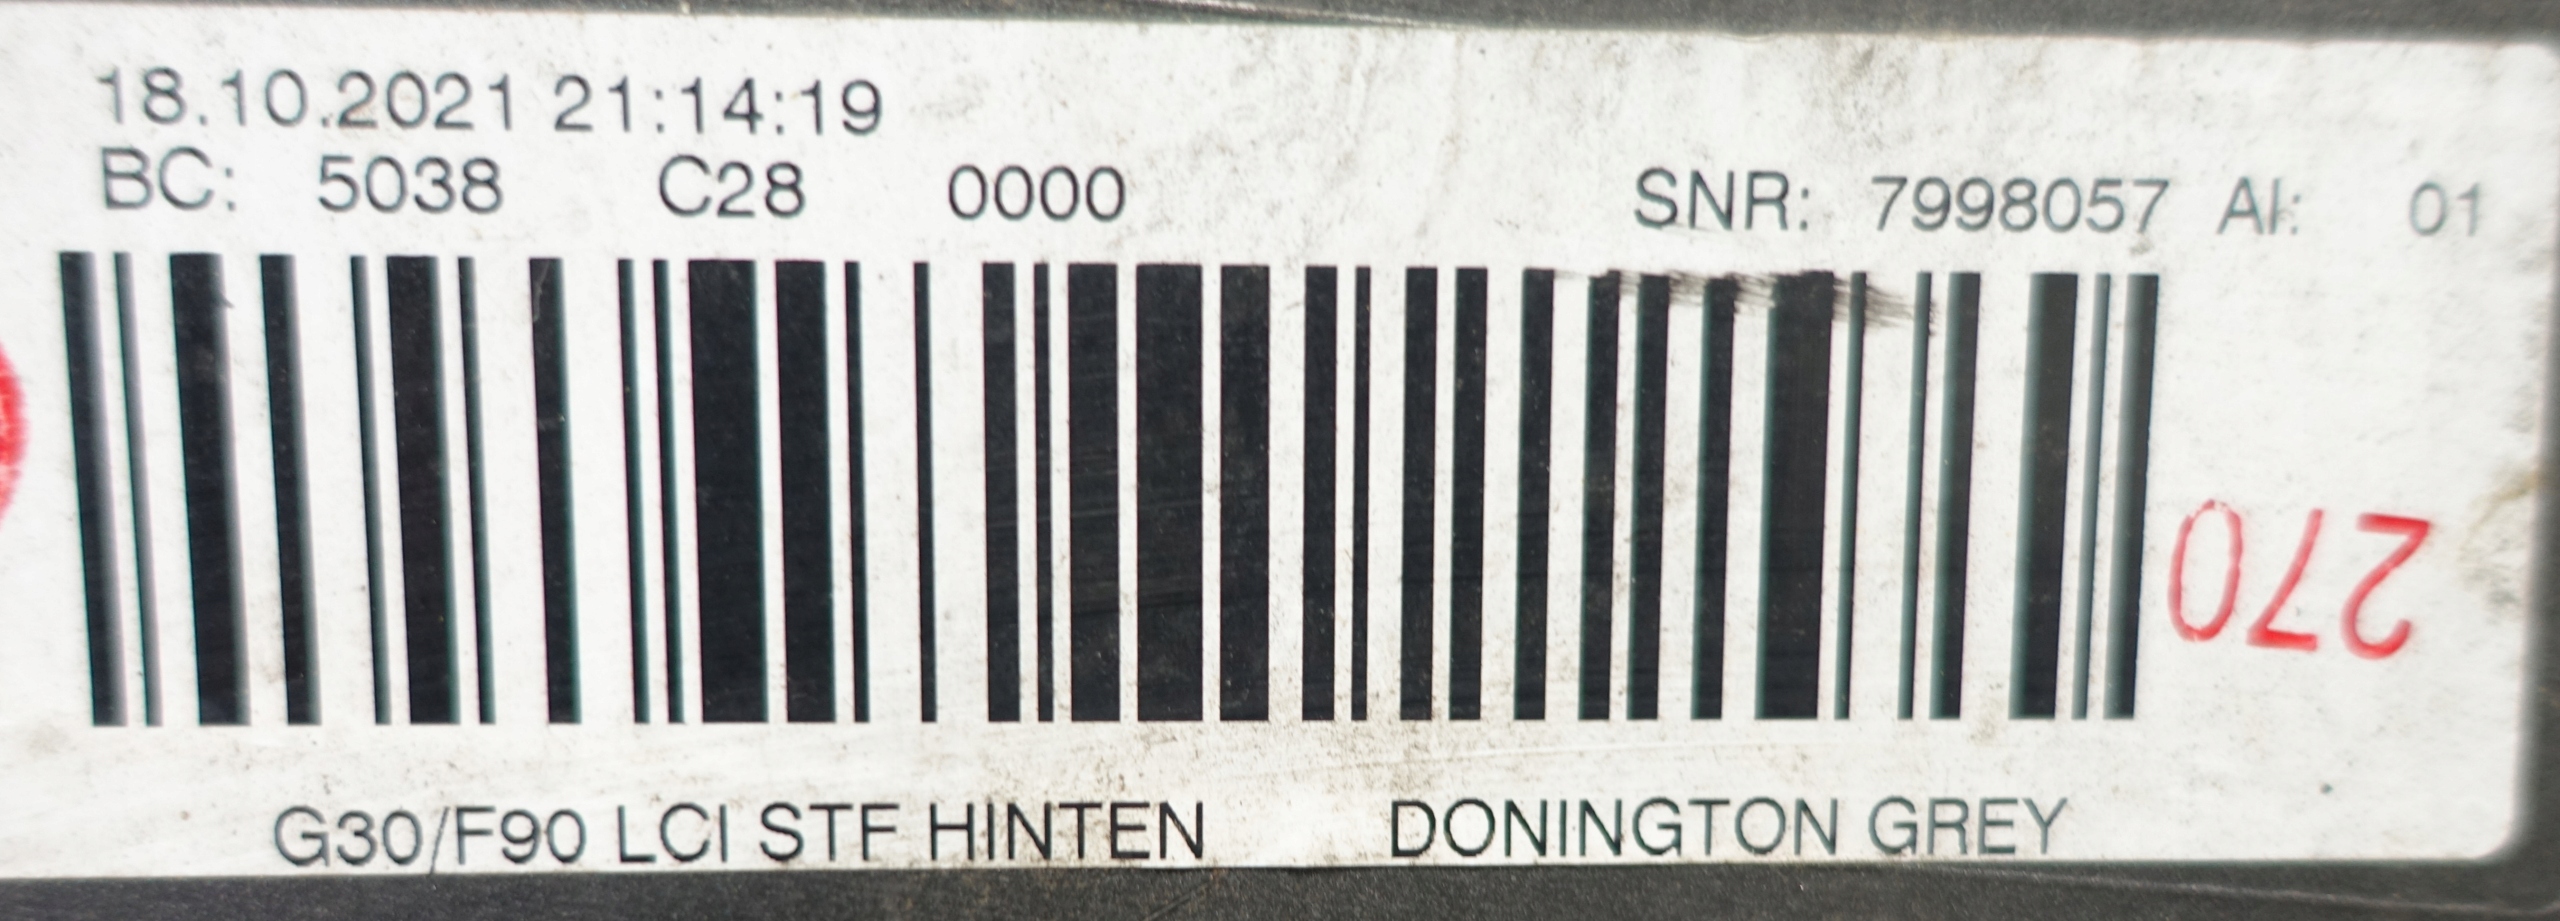 18.10.2021 21:14:19
BC: 5038 C28 0000 SNR: 7998057 AI: 01
270
G30/F90 LCI STF HINTEN DONINGTON GREY